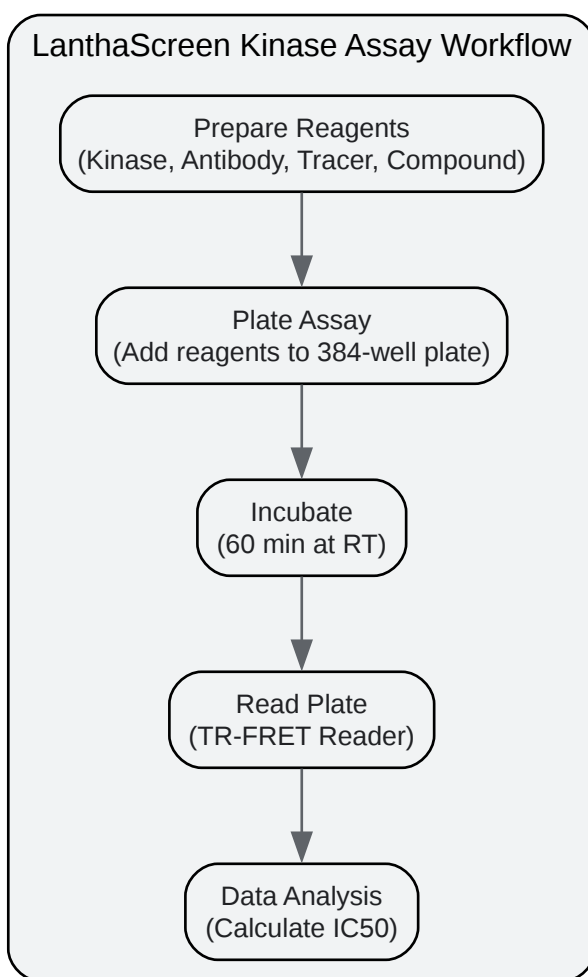 LanthaScreen Kinase Assay Workflow
Prepare Reagents
(Kinase, Antibody, Tracer, Compound)
Plate Assay
(Add reagents to 384-well plate)
Incubate
(60 min at RT)
Read Plate
(TR-FRET Reader)
Data Analysis
(Calculate IC50)